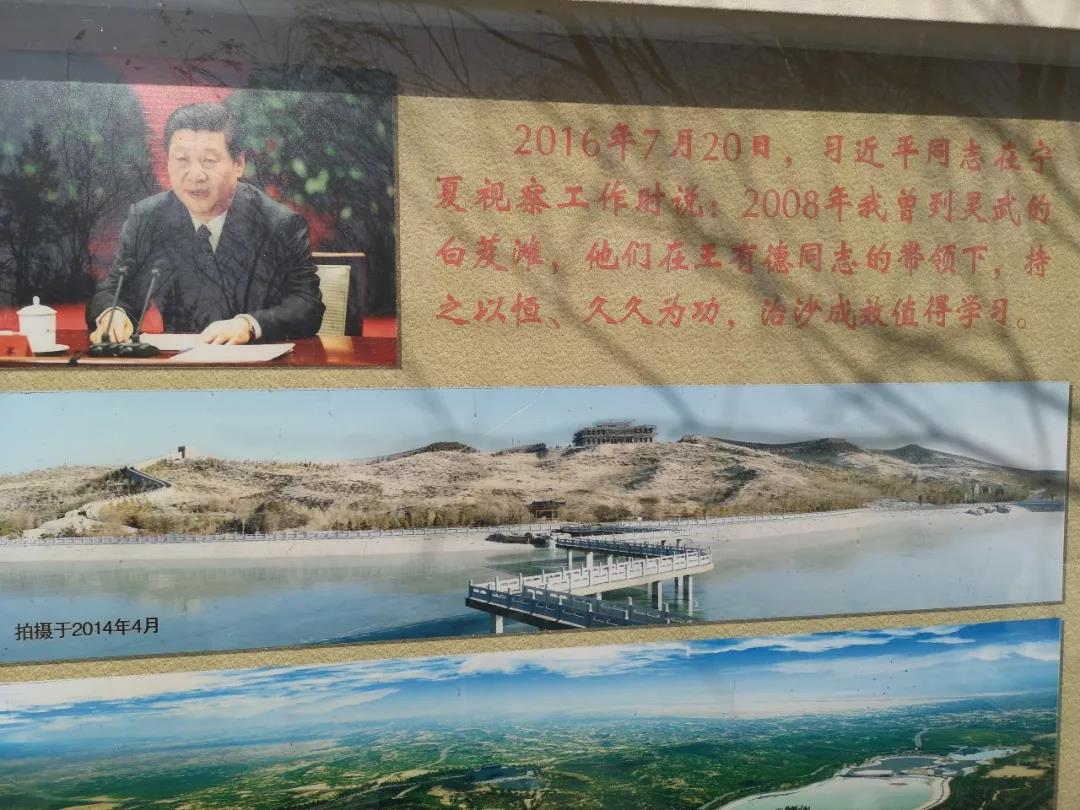 2016年7月20日，习近平同志在宁
夏视察工作时说：2008年我曾到灵武的
白芨滩，他们在王有德同志的带领下，持
之以恒、久久为功，治沙成效值得学习。
拍摄于2014年4月